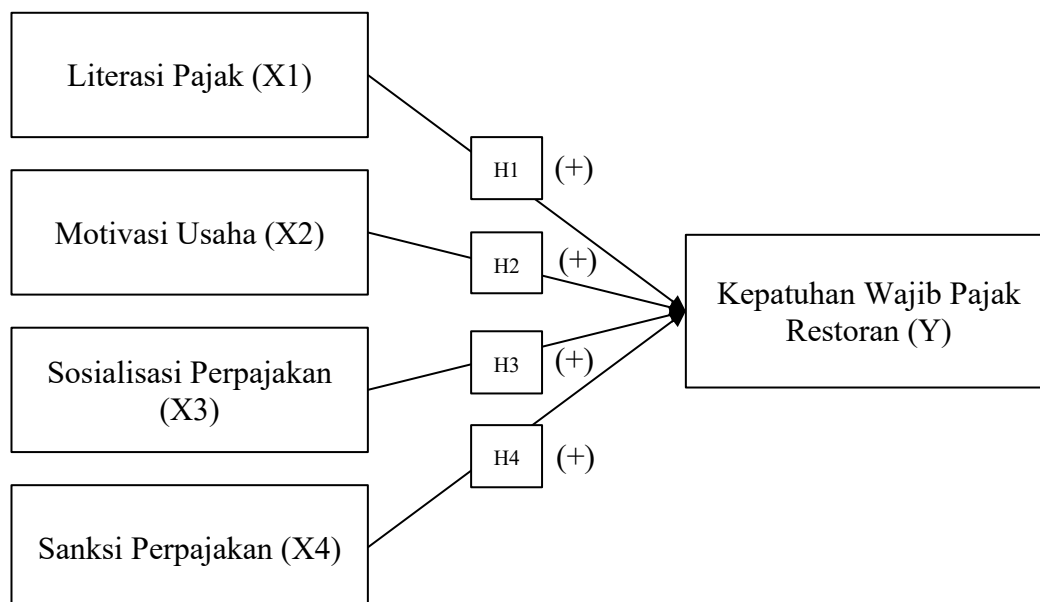 Literasi Pajak (X1)
H1
(+)
Motivasi Usaha (X2)
H2
(+)
Kepatuhan Wajib Pajak
Restoran (Y)
Sosialisasi Perpajakan
(X3)
H3
(+)
H4
(+)
Sanksi Perpajakan (X4)